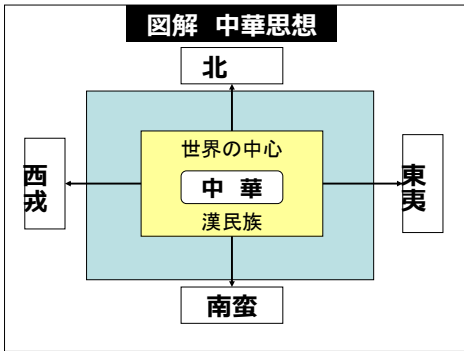 図解 中華思想
北
世界の中心
西戎
中 華
東夷
漢民族
南蛮